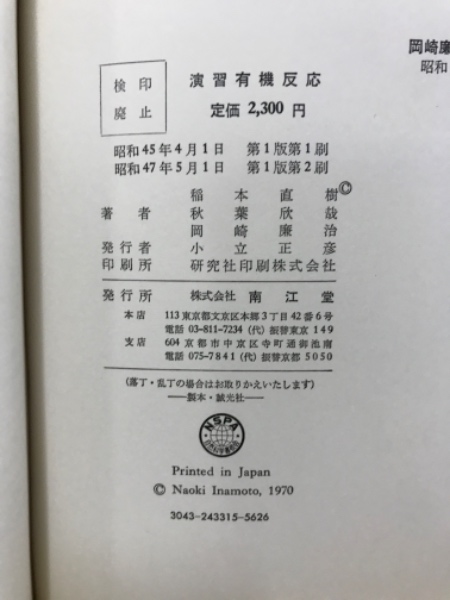 岡崎廉
昭和
検印
廃止
演習有機反応
定価 2,300 円
昭和45年4月1日 第1版第1刷
昭和47年5月1日 第1版第2刷
稲本直樹©
著者 秋葉欣哉
岡崎廉治
発行者 小立正彦
印刷所 研究社印刷株式会社
発行所 株式会社 南江堂
本店 113東京都文京区本郷3丁目42番6号
電話 03-811-7234 (代) 振替東京 149
支店 604 京都市中京区寺町通御池南
電話 075-7841 (代) 振替京都 5050
(落丁・乱丁の場合はお取りかえいたします)
―製本・誠光社―
NSPA
Printed in Japan
© Naoki Inamoto, 1970
3043-243315-5626